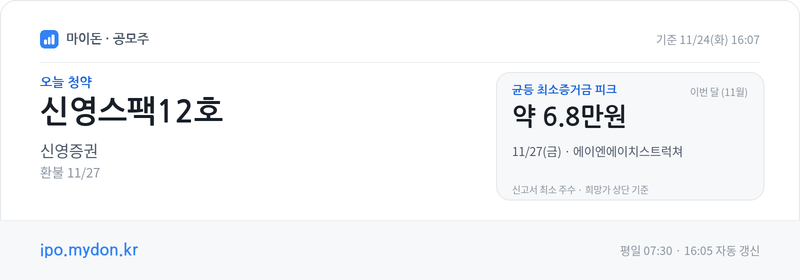 마이돈 · 공모주
기준 11/24(화) 16:07
오늘 청약
신영스팩12호
신영증권
환불 11/27
균등 최소증거금 피크
이번 달 (11월)
약 6.8만원
11/27(금) · 에이엔에이치스트럭쳐
신고서 최소 주수 · 희망가 상단 기준
ipo.mydon.kr
평일 07:30 · 16:05 자동 갱신